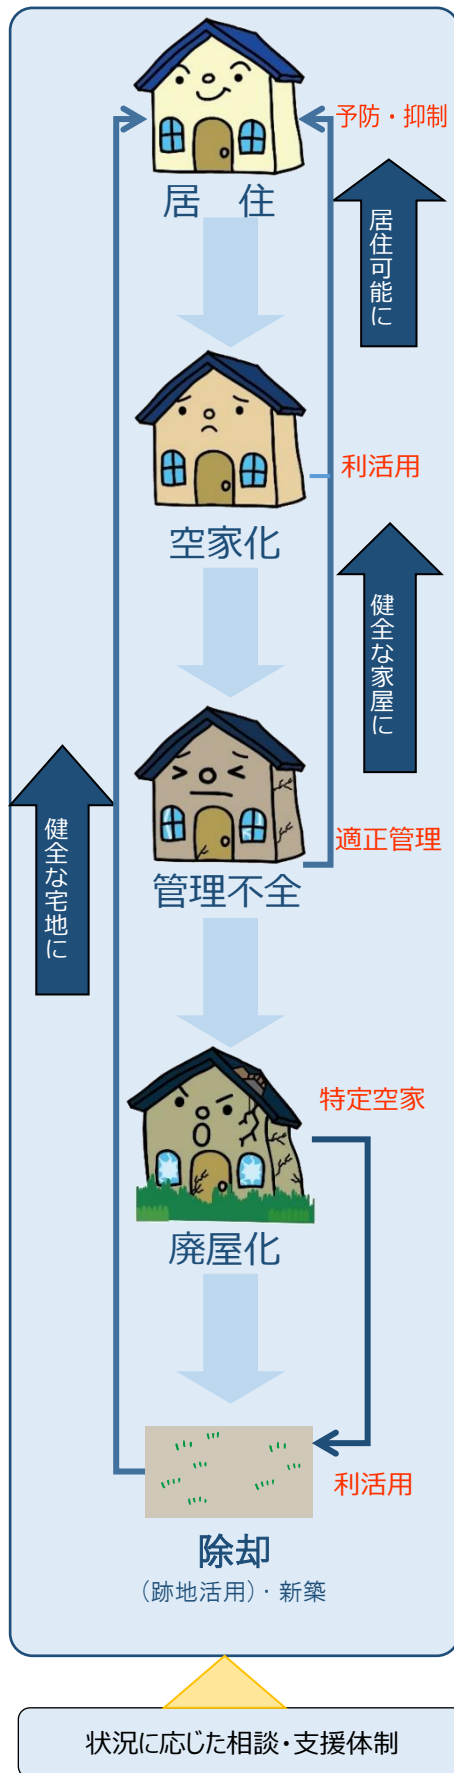 予防・抑制
居　住
居住可能に
利活用
空家化
健全な家屋に
適正管理
管理不全
健全な宅地に
特定空家
廃屋化
利活用
除却
（跡地活用）・新築
状況に応じた相談・支援体制